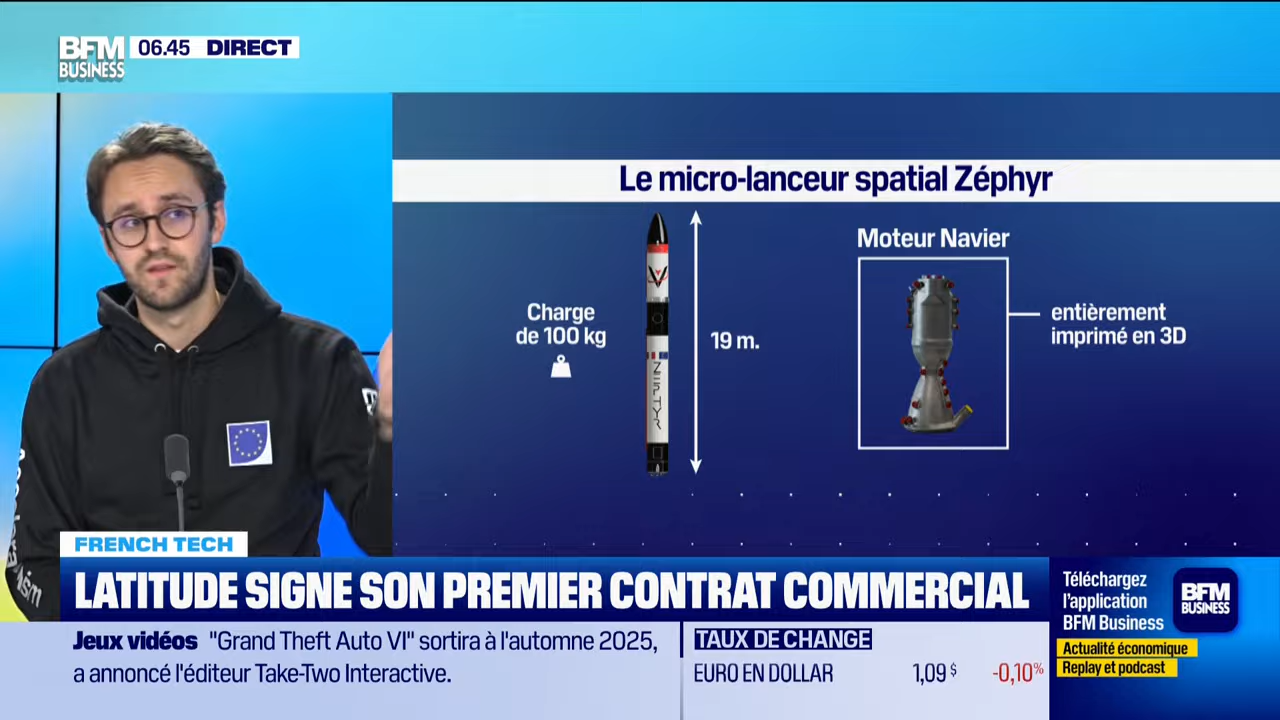 BFM
BUSINESS
06.45 DIRECT
Le micro-lanceur spatial Zéphyr
Moteur Navier
Charge
de 100 kg
19 m.
entièrement
imprimé en 3D
ZEPHYR
FRENCH TECH
LATITUDE SIGNE SON PREMIER CONTRAT COMMERCIAL
Jeux vidéos "Grand Theft Auto VI" sortira à l'automne 2025,
a annoncé l'éditeur Take-Two Interactive.
TAUX DE CHANGE
EURO EN DOLLAR 1,09 $ -0,10%
Téléchargez
l'application
BFM Business
BFM
BUSINESS
Actualité économique
Replay et podcast